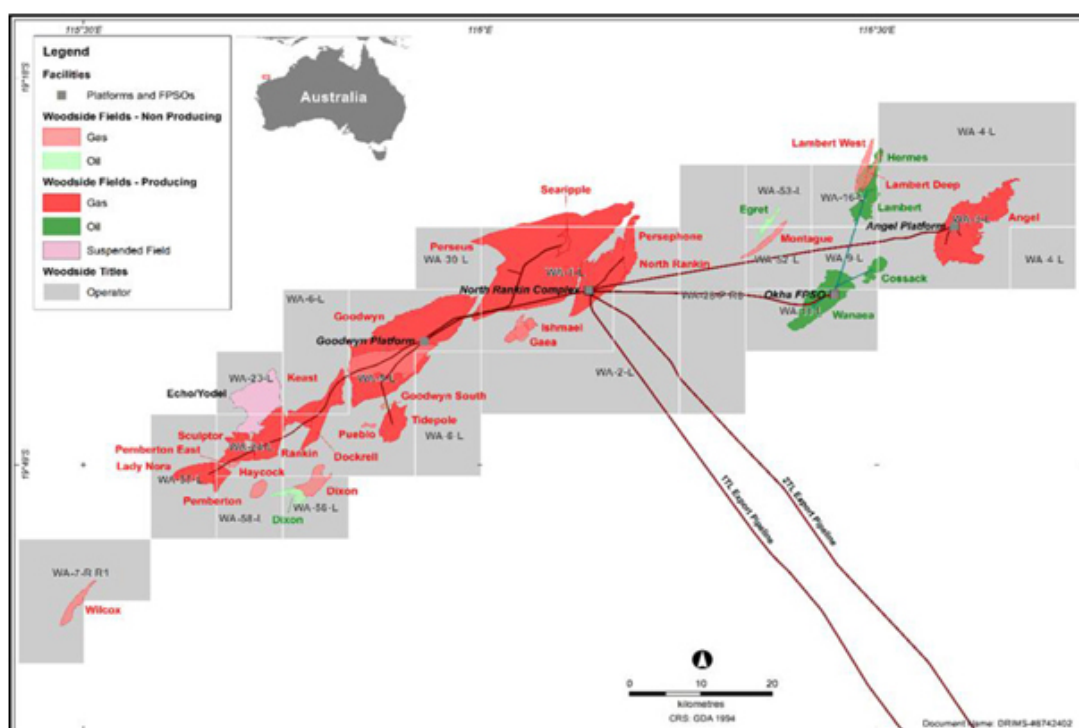 115°30'E
116°E
116°30'E
Legend
Facilities
Platforms and FPSOs
Woodside Fields - Non Producing
Gas
Oil
Woodside Fields - Producing
Gas
Oil
Suspended Field
Woodside Titles
Operator
Australia
WA-4-L
Lambert West
Hermes
Lambert Deep
WA-53-L
WA-16-L
Searipple
Egret
Lambert
Angel Platform
Angel
Perseus
Persephone
Montague
WA-30-L
North Rankin
WA-52-L
WA-9-L
WA-4-L
Cossack
WA-1-L
North Rankin Complex
Okha FPSO
WA-6-L
Wanaea
Goodwyn
Ishmael
Gaea
Goodwyn Platform
WA-2-L
WA-23-L
Keast
Echo/Yodel
Goodwyn South
Tidepole
Pueblo
WA-6-L
Sculptor
Pemberton East
Rankin
Dockrell
Lady Nora
Haycock
Pemberton
Dixon
WA-58-L
Dixon
WA-56-L
1TL Export Pipeline
2TL Export Pipeline
WA-7-R R1
Wilcox
0 10 20
kilometres
CRS: GDA 1994
Document Name: DRIMS-#8742402